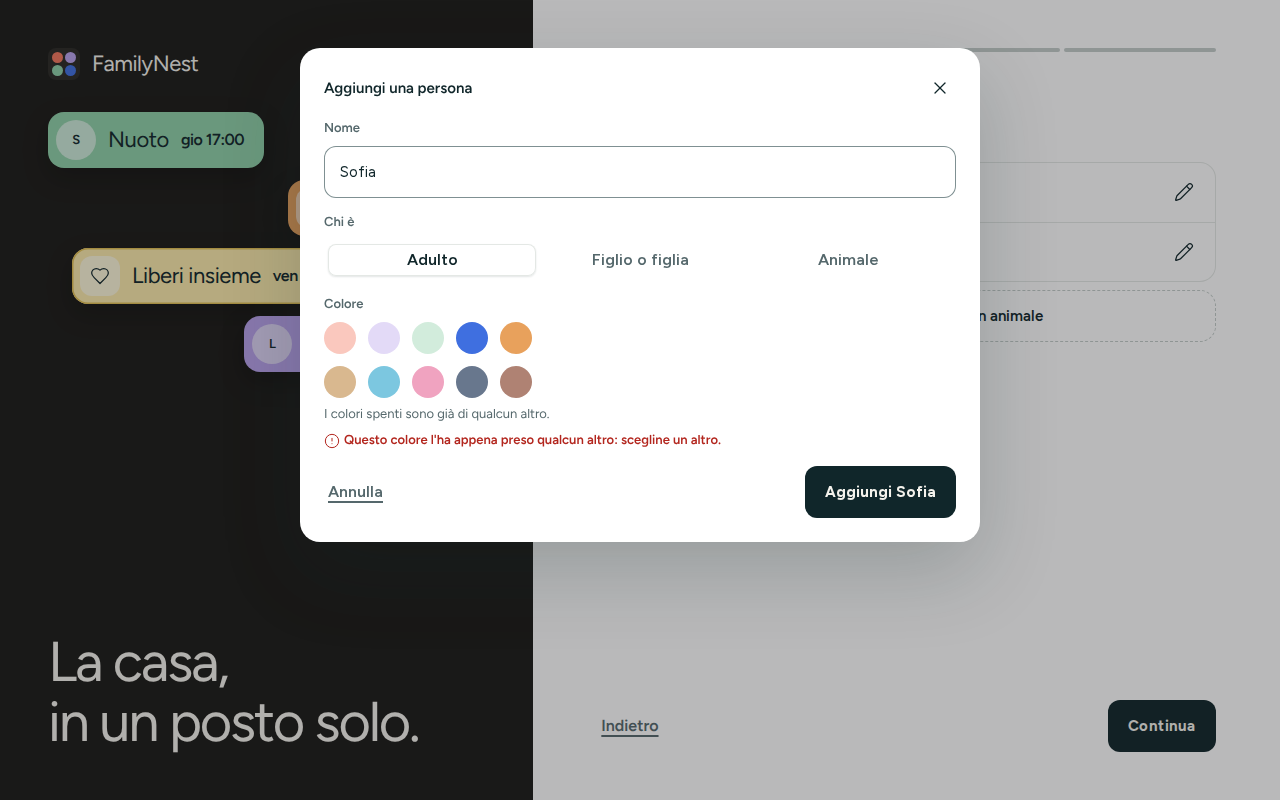 FamilyNest
S Nuoto gio 17:00
Liberi insieme ven
L
La casa,
in un posto solo.
Aggiungi una persona
Nome
Sofia
Chi è
Adulto Figlio o figlia Animale
Colore
I colori spenti sono già di qualcun altro.
Questo colore l'ha appena preso qualcun altro: scegline un altro.
Annulla Aggiungi Sofia
animale
Indietro Continua